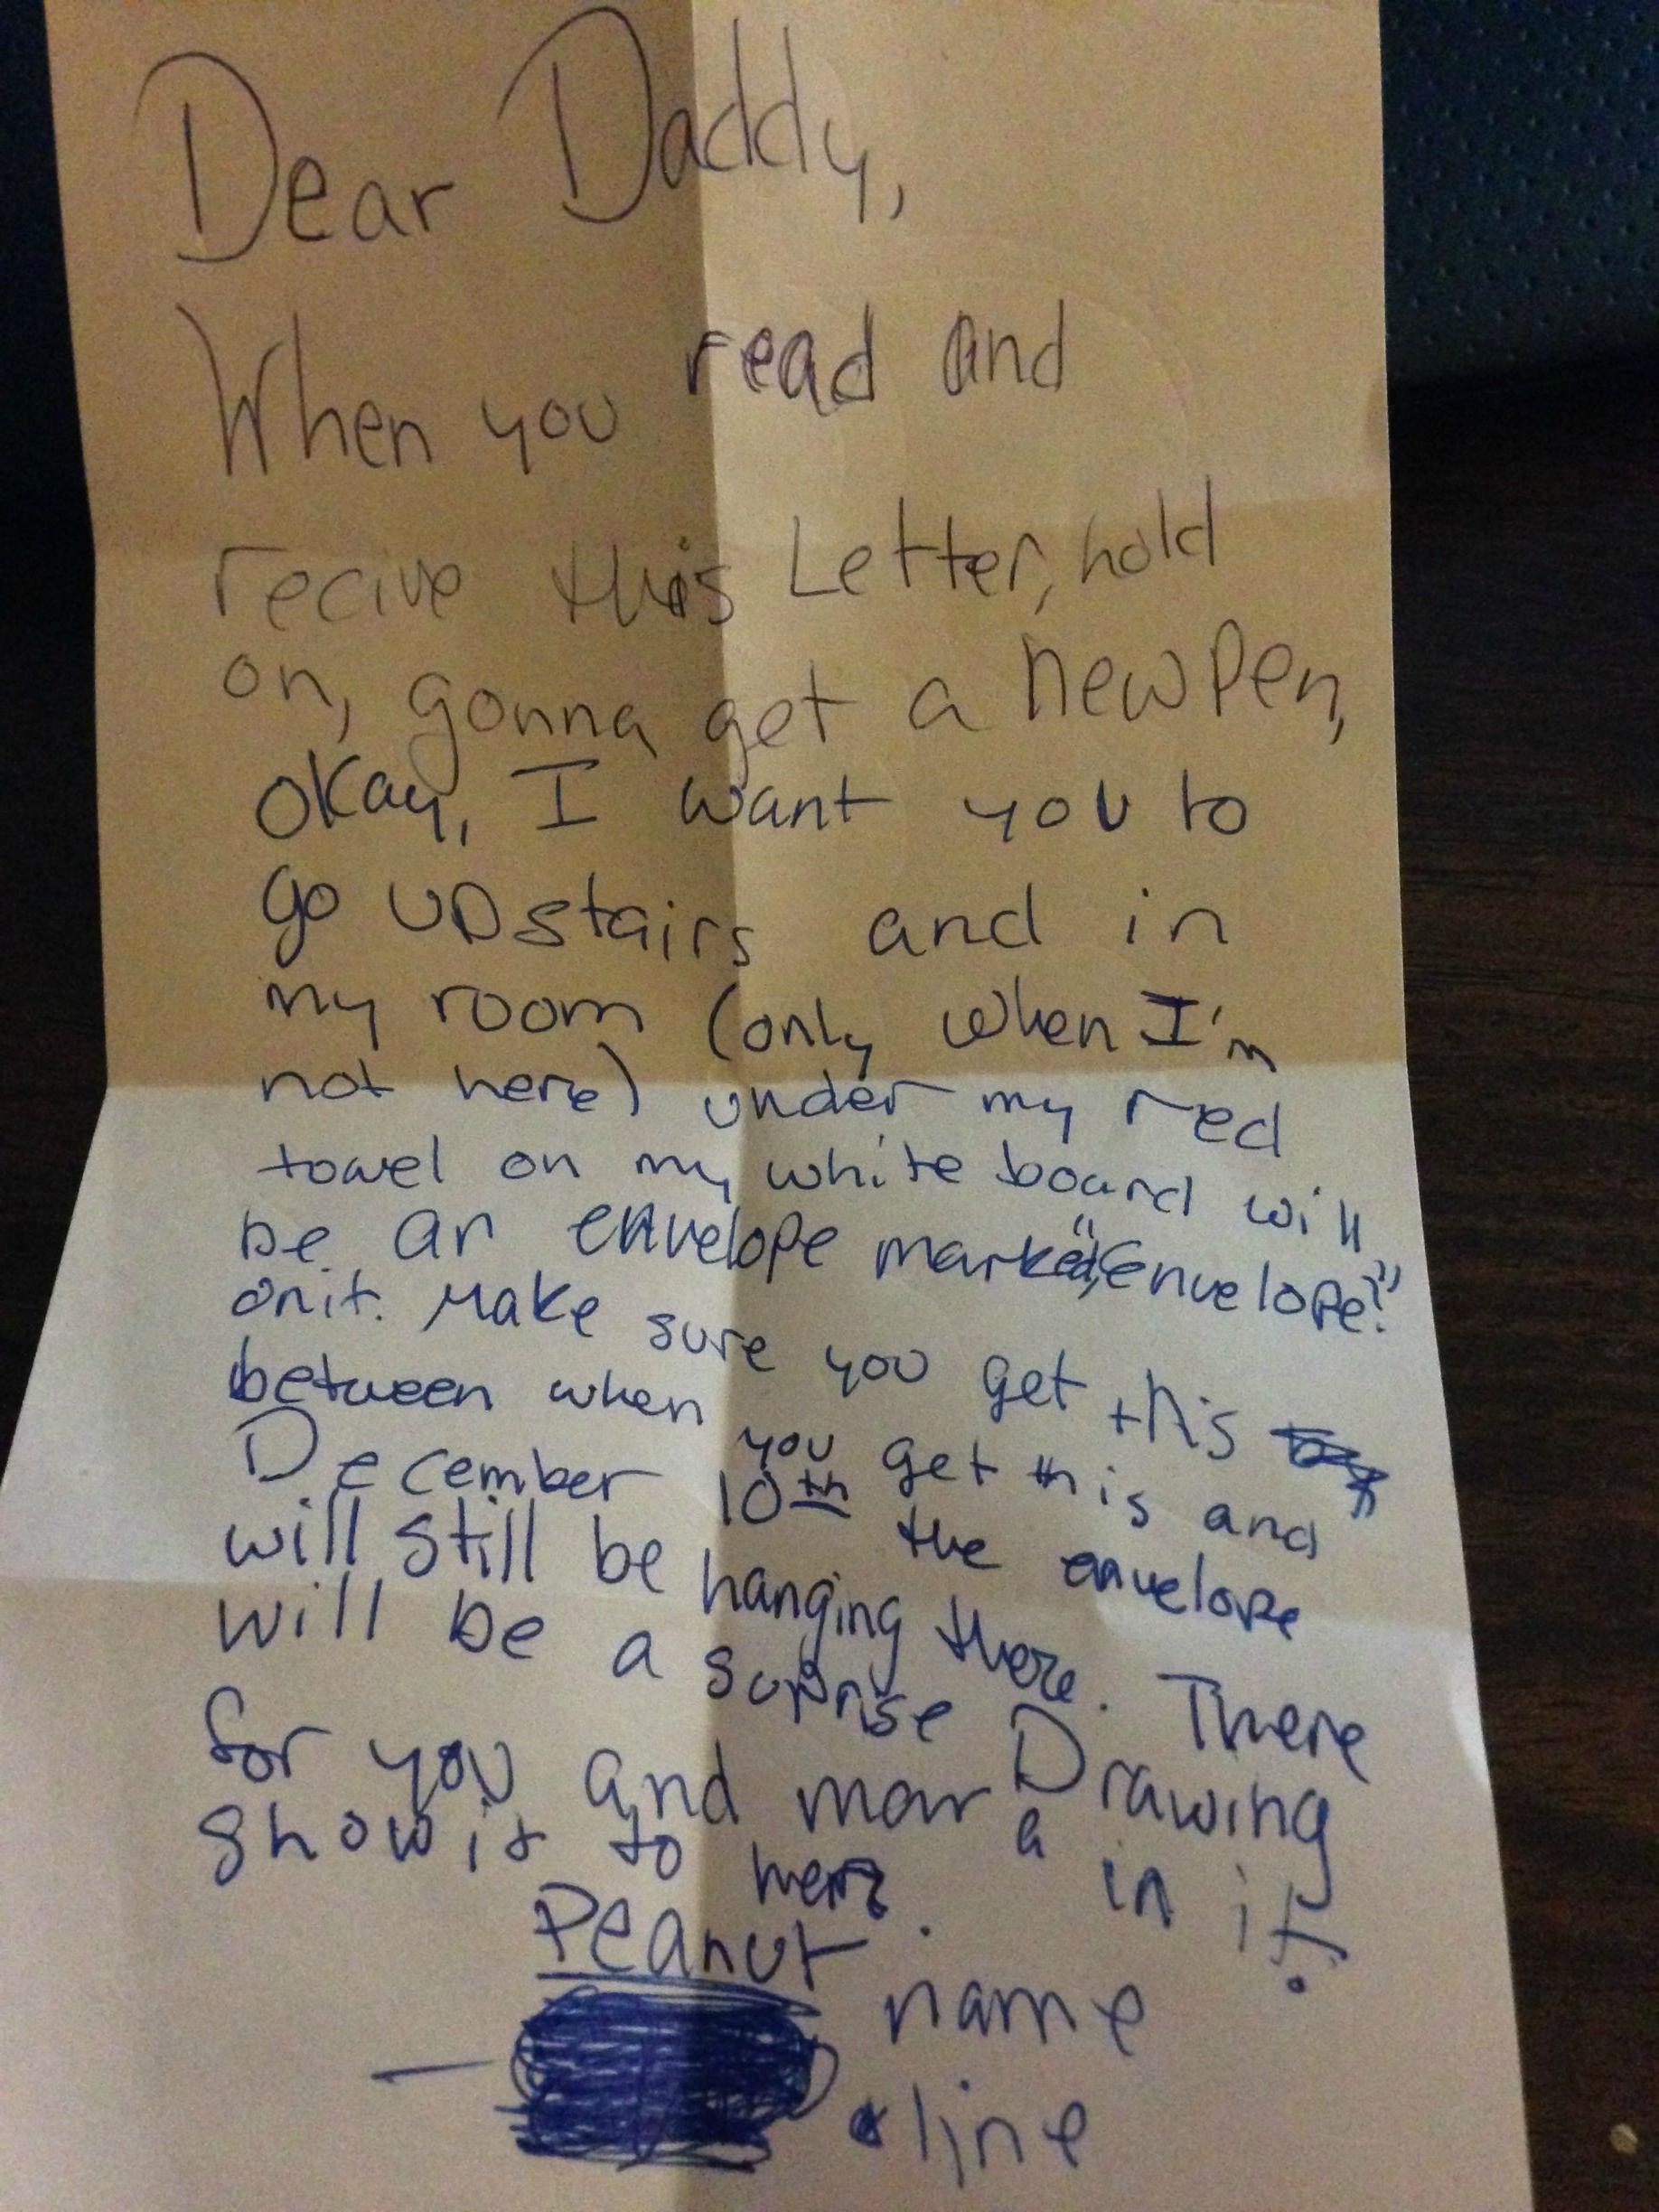 Dear Daddy,
When you read and
recive this Letter, hold
on, gonna get a new Pen,
okay, I want you to
go upstairs and in
my room (only when I'm
not here) under my red
towel on my white board will
be an envelope marked, "envelope"
on it. Make sure you get this
between when you get this and
December 10th the envelope
will still be hanging there. There
will be a suprise Drawing
for you and mom a in it.
show it to here.
Peanut
name
line